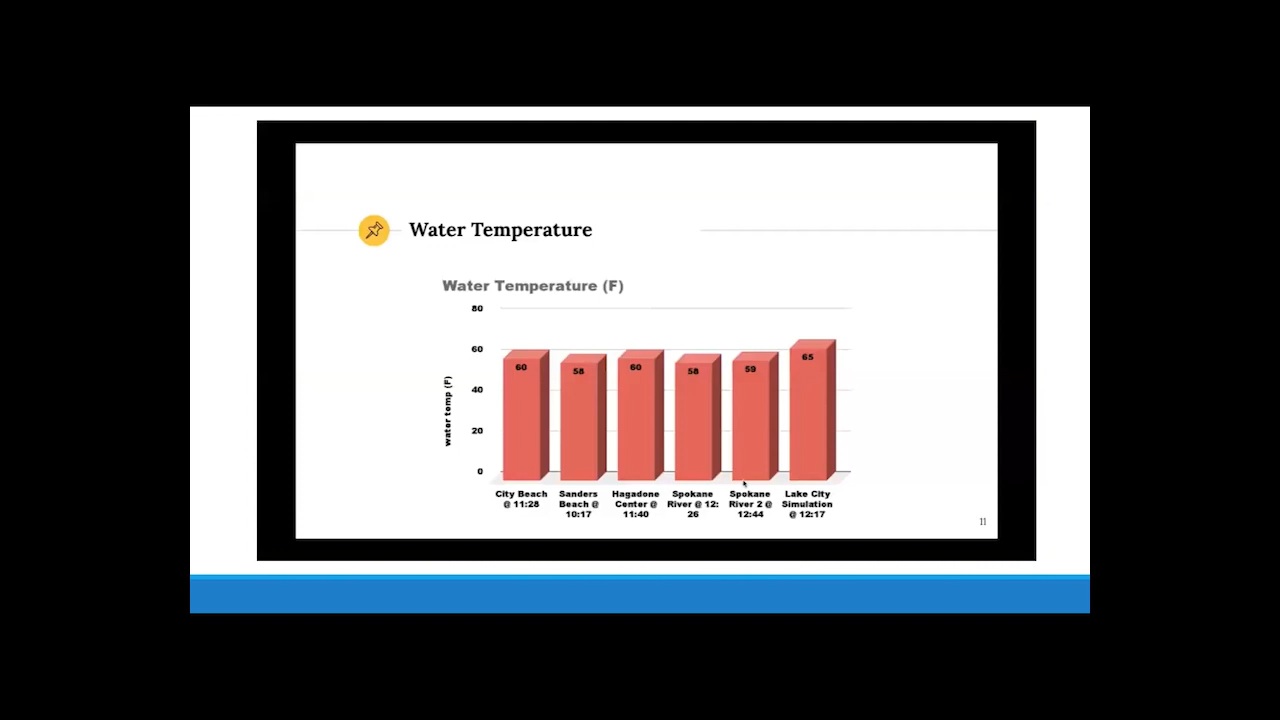 Water Temperature
Water Temperature (F)
80
60
40
20
0
water temp (F)
60
58
60
58
59
65
City Beach
@ 11:28
Sanders
Beach @
10:17
Hagadone
Center @
11:40
Spokane
River @ 12:
26
Spokane
River 2 @
12:44
Lake City
Simulation
@ 12:17
11